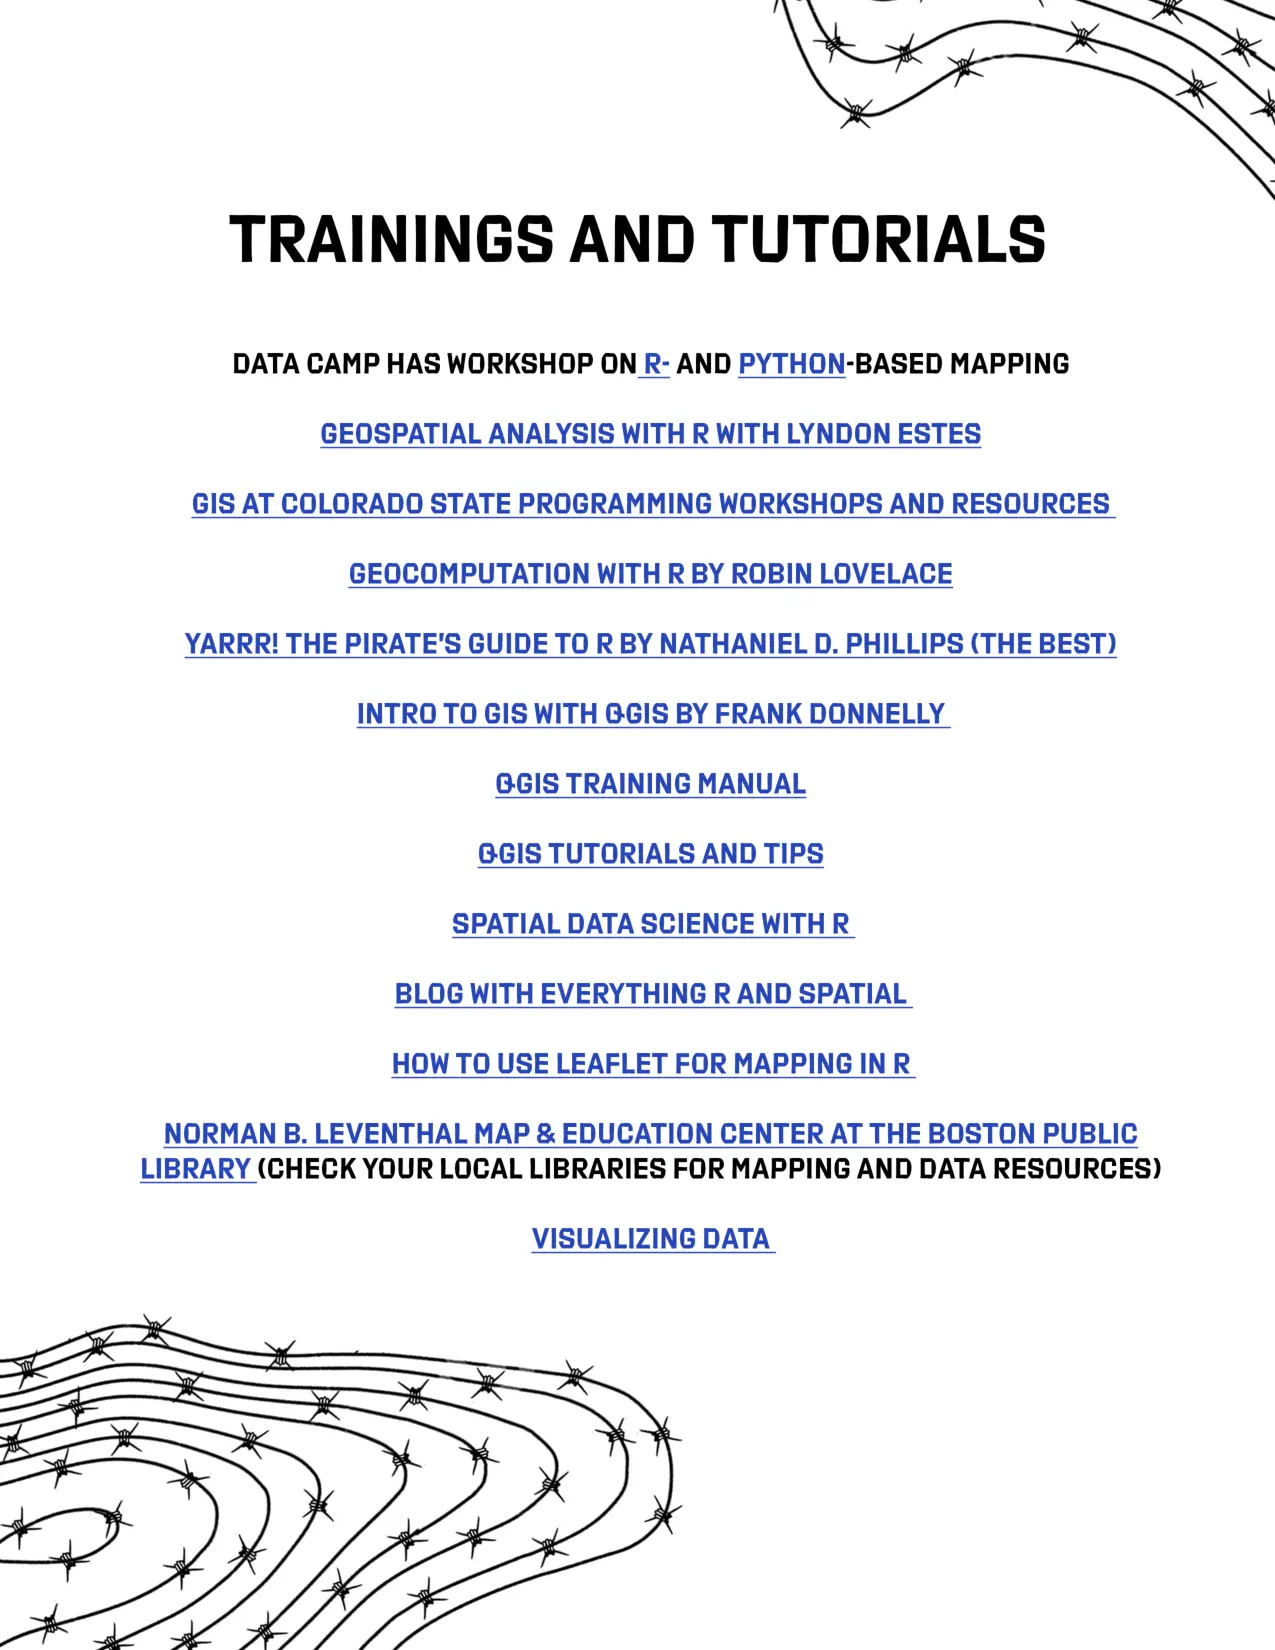 TRAININGS AND TUTORIALS
DATA CAMP HAS WORKSHOP ON R- AND PYTHON-BASED MAPPING
GEOSPATIAL ANALYSIS WITH R WITH LYNDON ESTES
GIS AT COLORADO STATE PROGRAMMING WORKSHOPS AND RESOURCES
GEOCOMPUTATION WITH R BY ROBIN LOVELACE
YARRR! THE PIRATE'S GUIDE TO R BY NATHANIEL D. PHILLIPS (THE BEST)
INTRO TO GIS WITH QGIS BY FRANK DONNELLY
QGIS TRAINING MANUAL
QGIS TUTORIALS AND TIPS
SPATIAL DATA SCIENCE WITH R
BLOG WITH EVERYTHING R AND SPATIAL
HOW TO USE LEAFLET FOR MAPPING IN R
NORMAN B. LEVENTHAL MAP & EDUCATION CENTER AT THE BOSTON PUBLIC
LIBRARY (CHECK YOUR LOCAL LIBRARIES FOR MAPPING AND DATA RESOURCES)
VISUALIZING DATA